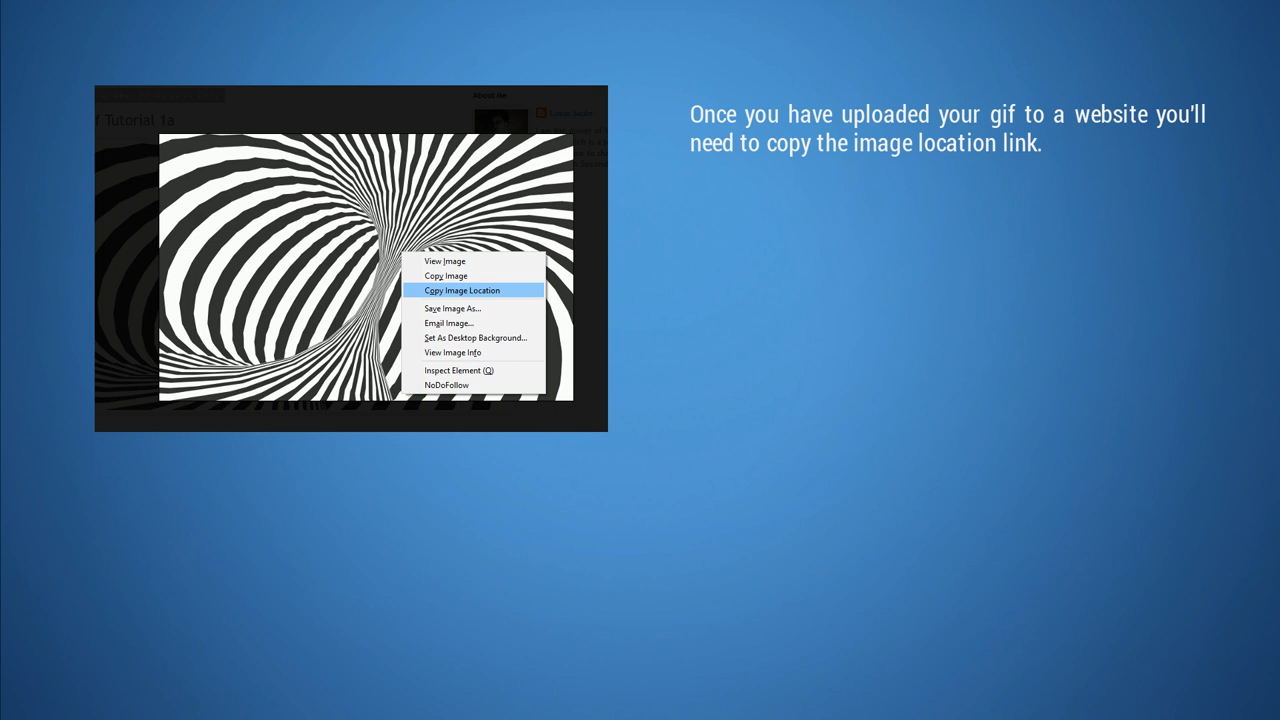 About Me
f Tutorial 1a
Once you have uploaded your gif to a website you'll
need to copy the image location link.
View Image
Copy Image
Copy Image Location
Save Image As...
Email Image...
Set As Desktop Background...
View Image Info
Inspect Element (Q)
NoDoFollow